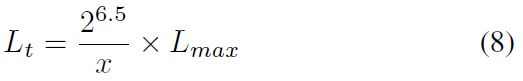 L_t = \frac{2^{6.5}}{x} \times L_{max} (8)